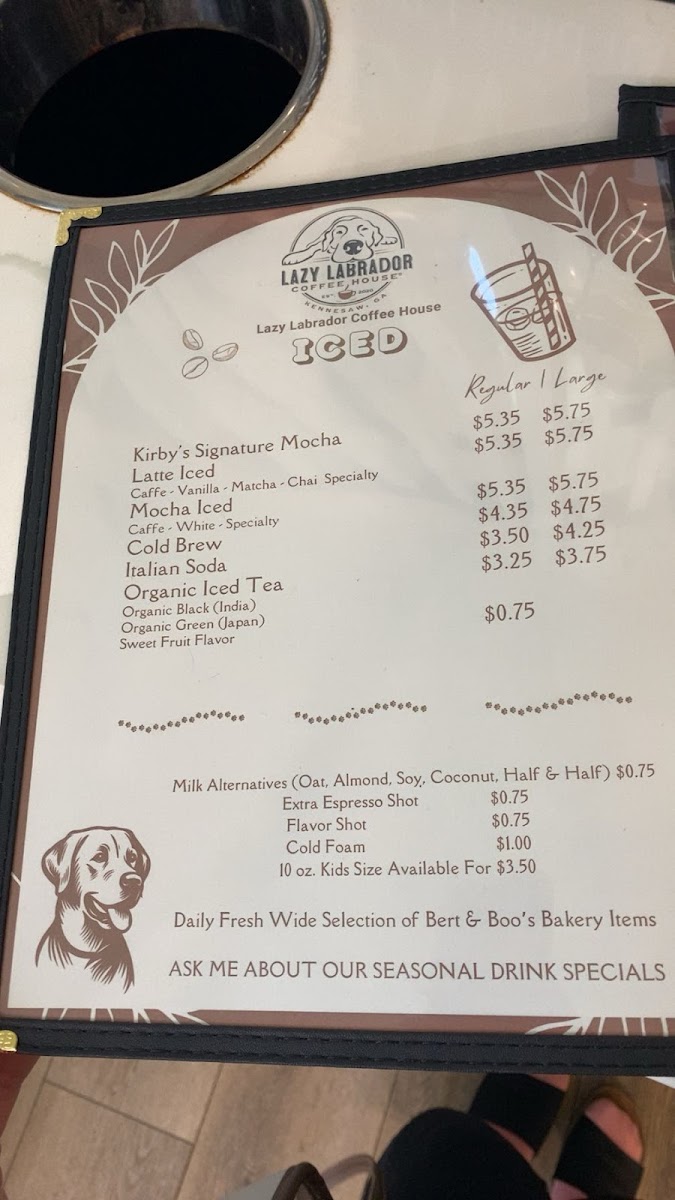 LAZY LABRADOR
COFFEE HOUSE
EST. 2020
KENNESAW, GA
Lazy Labrador Coffee House
ICED
Regular | Large
Kirby's Signature Mocha $5.35 $5.75
Latte Iced $5.35 $5.75
Caffe - Vanilla - Matcha - Chai Specialty
Mocha Iced $5.35 $5.75
Caffe - White - Specialty
Cold Brew $4.35 $4.75
Italian Soda $3.50 $4.25
Organic Iced Tea $3.25 $3.75
Organic Black (India)
Organic Green (Japan)
Sweet Fruit Flavor $0.75
Milk Alternatives (Oat, Almond, Soy, Coconut, Half & Half) $0.75
Extra Espresso Shot $0.75
Flavor Shot $0.75
Cold Foam $1.00
10 oz. Kids Size Available For $3.50
Daily Fresh Wide Selection of Bert & Boo's Bakery Items
ASK ME ABOUT OUR SEASONAL DRINK SPECIALS